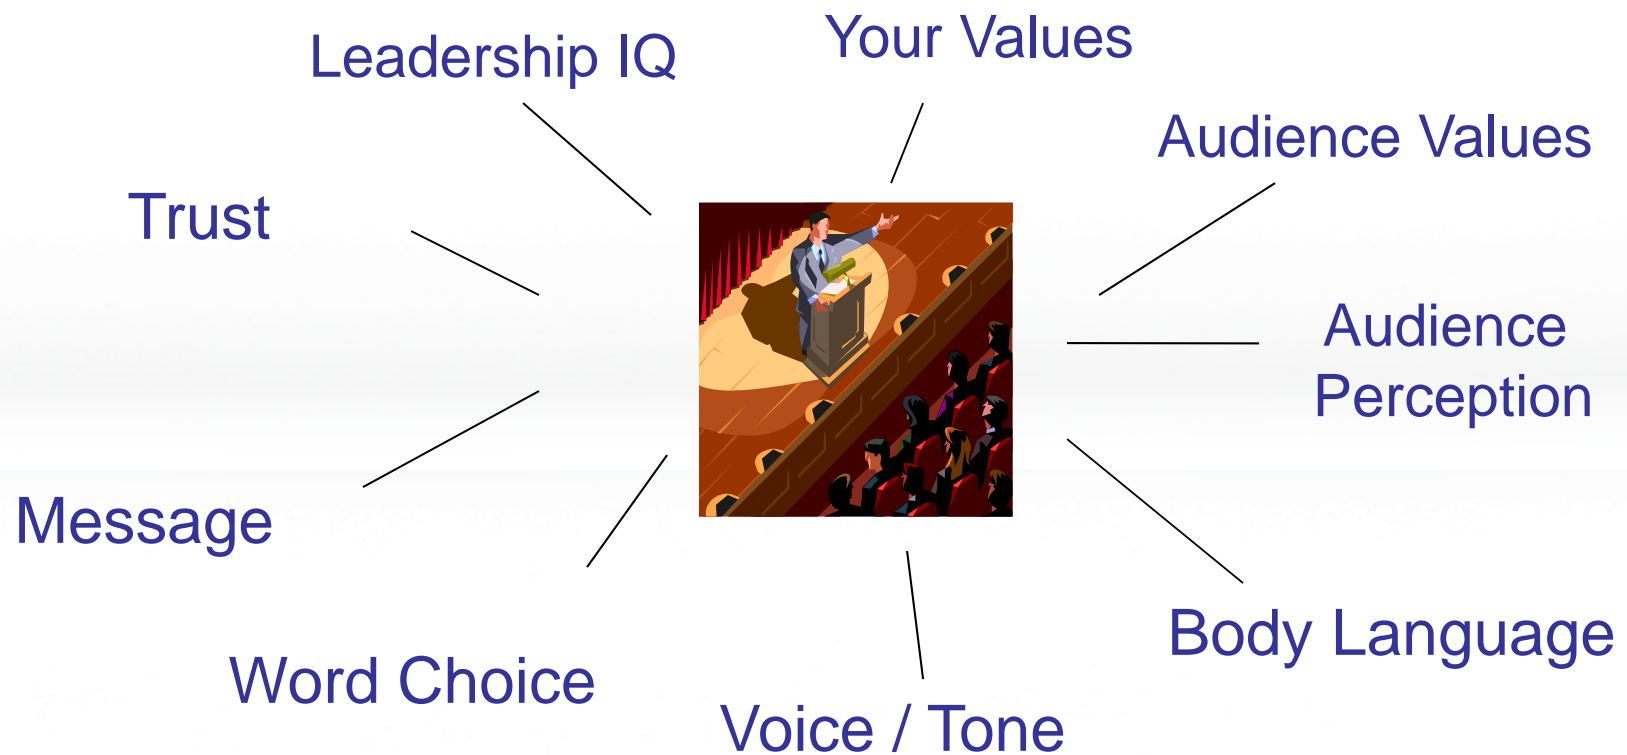 Leadership IQ
Your Values
Audience Values
Trust
Audience
Perception
Message
Body Language
Word Choice
Voice / Tone